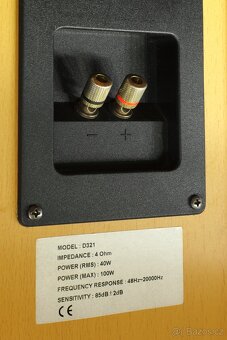 − +
MODEL : D321
IMPEDANCE : 4 Ohm
POWER (RMS) : 40W
POWER (MAX) : 100W
FREQUENCY RESPONSE : 48Hz~20000Hz
SENSITIVITY : 85dB / 2dB
CE